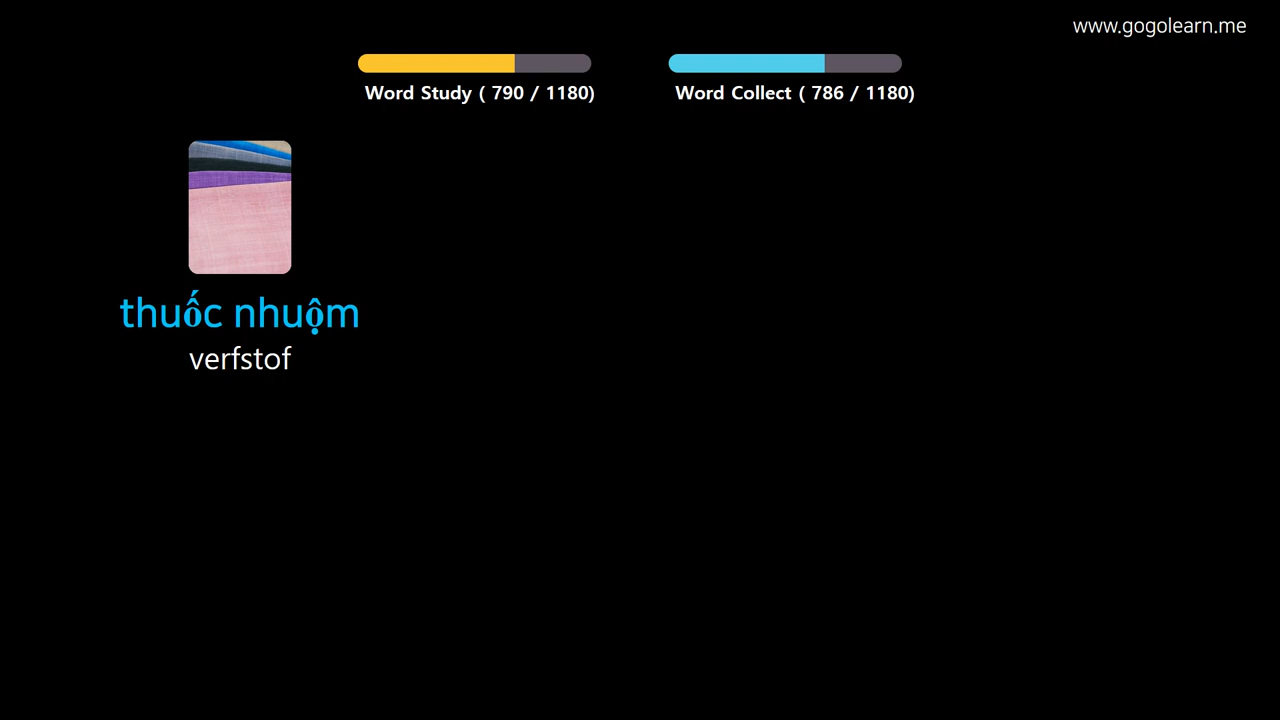 www.gogolearn.me
Word Study ( 790 / 1180)
Word Collect ( 786 / 1180)
thuốc nhuộm
verfstof